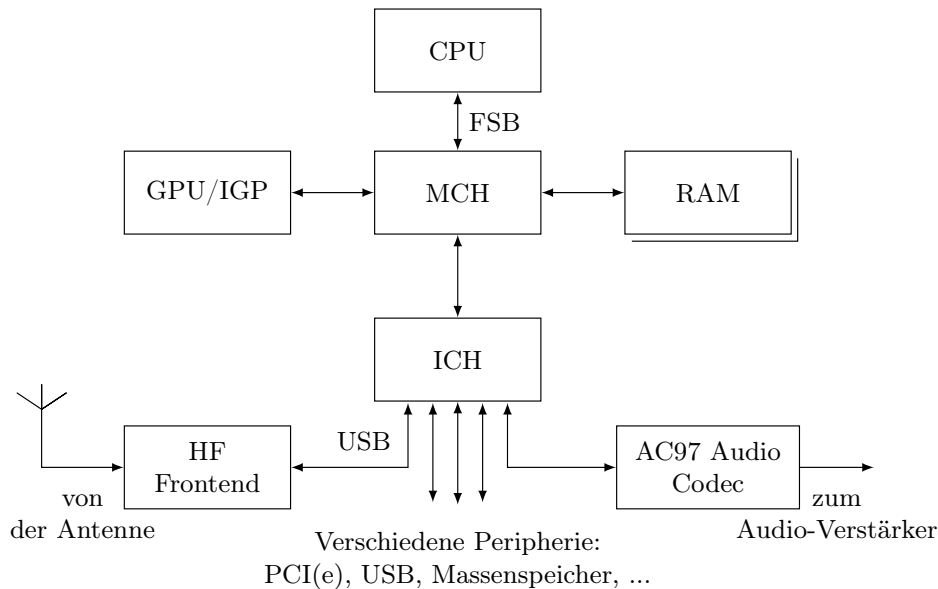 CPU
FSB
GPU/IGP
MCH
RAM
ICH
USB
HF
Frontend
AC97 Audio
Codec
von
der Antenne
zum
Audio-Verstärker
Verschiedene Peripherie:
PCI(e), USB, Massenspeicher, ...